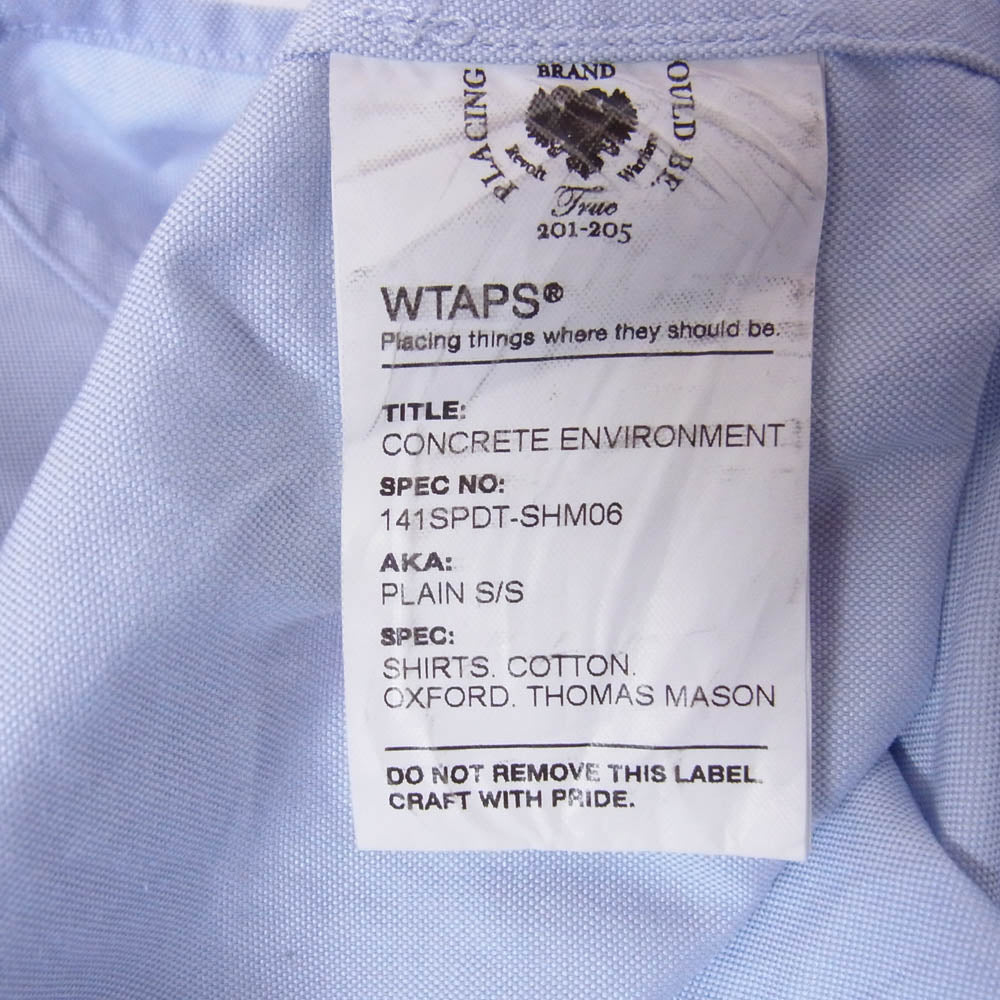 BRAND
PLACING
OULD BE.
Revolt
True
201-205
WTAPS®
Placing things where they should be.
TITLE:
CONCRETE ENVIRONMENT
SPEC NO:
141SPDT-SHM06
AKA:
PLAIN S/S
SPEC:
SHIRTS. COTTON.
OXFORD. THOMAS MASON
DO NOT REMOVE THIS LABEL.
CRAFT WITH PRIDE.